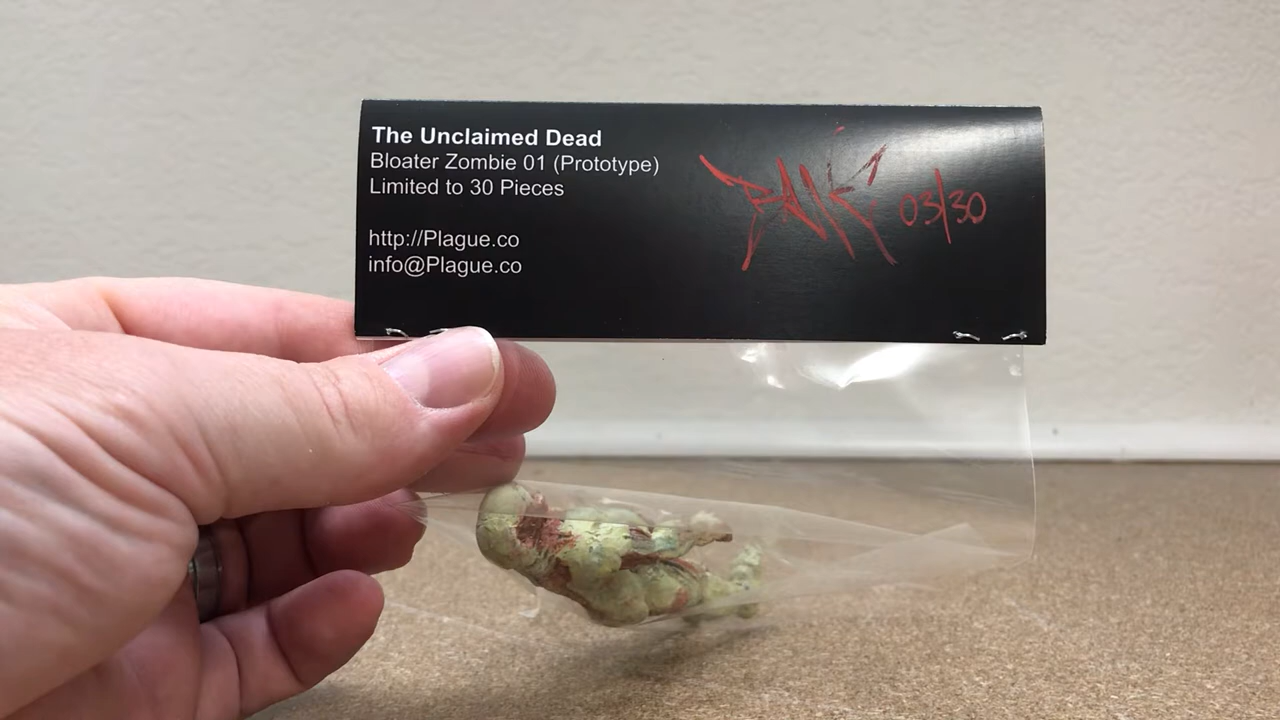 The Unclaimed Dead
Bloater Zombie 01 (Prototype)
Limited to 30 Pieces
http://Plague.co
info@Plague.co
03/30